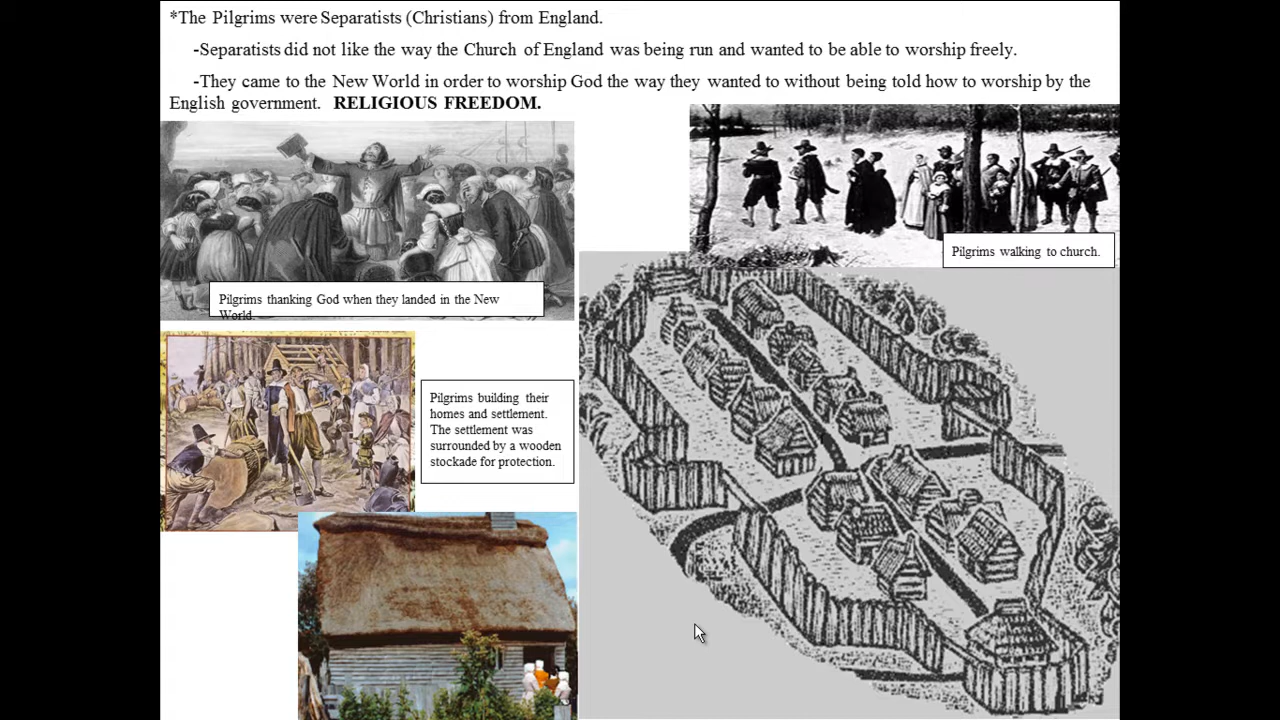 *The Pilgrims were Separatists (Christians) from England.
-Separatists did not like the way the Church of England was being run and wanted to be able to worship freely.
-They came to the New World in order to worship God the way they wanted to without being told how to worship by the
English government. RELIGIOUS FREEDOM.
Pilgrims walking to church.
Pilgrims thanking God when they landed in the New
World.
Pilgrims building their
homes and settlement.
The settlement was
surrounded by a wooden
stockade for protection.